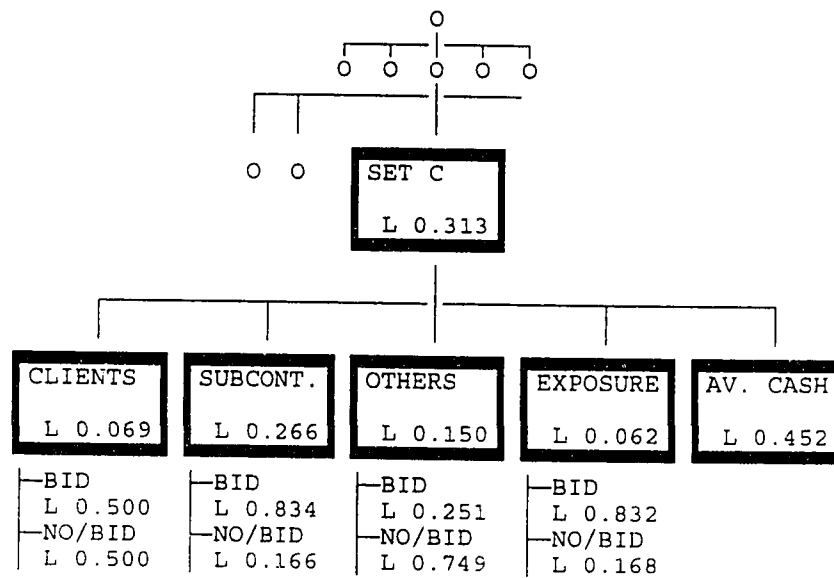 SET C
L 0.313
CLIENTS
L 0.069
SUBCONT.
L 0.266
OTHERS
L 0.150
EXPOSURE
L 0.062
AV. CASH
L 0.452
BID
L 0.500
NO/BID
L 0.500
BID
L 0.834
NO/BID
L 0.166
BID
L 0.251
NO/BID
L 0.749
BID
L 0.832
NO/BID
L 0.168